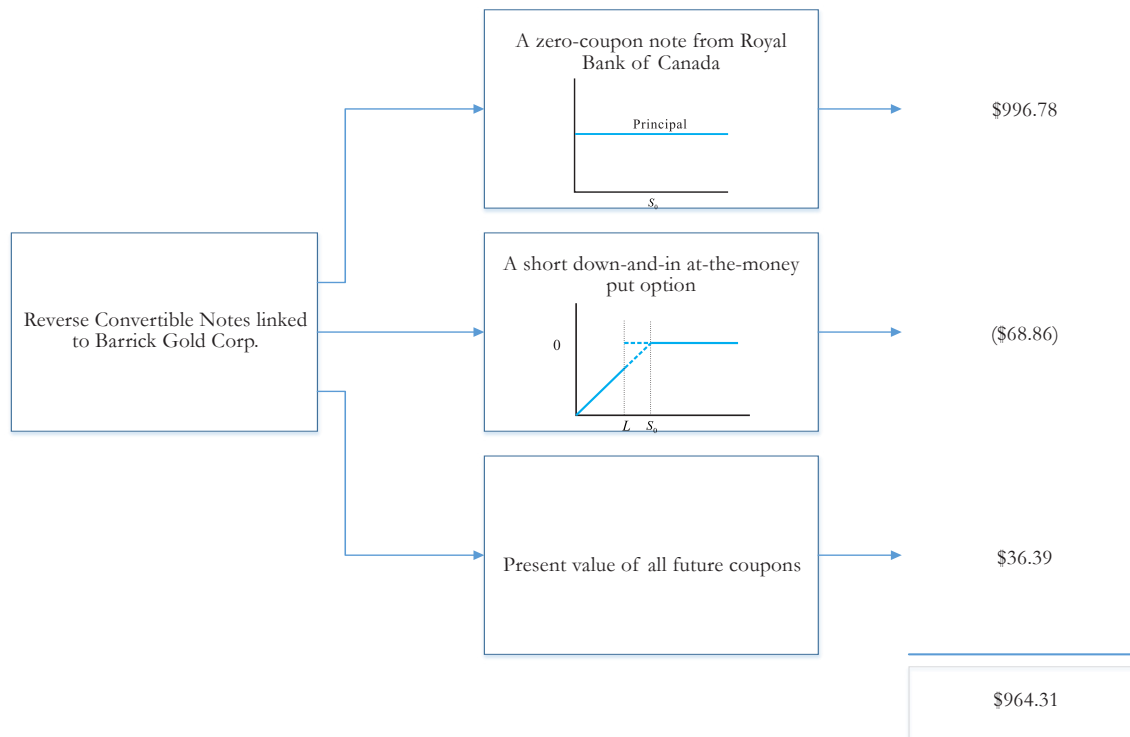 A zero-coupon note from Royal
Bank of Canada
Principal
S₀
$996.78
Reverse Convertible Notes linked
to Barrick Gold Corp.
A short down-and-in at-the-money
put option
0
L S₀
($68.86)
Present value of all future coupons
$36.39
$964.31